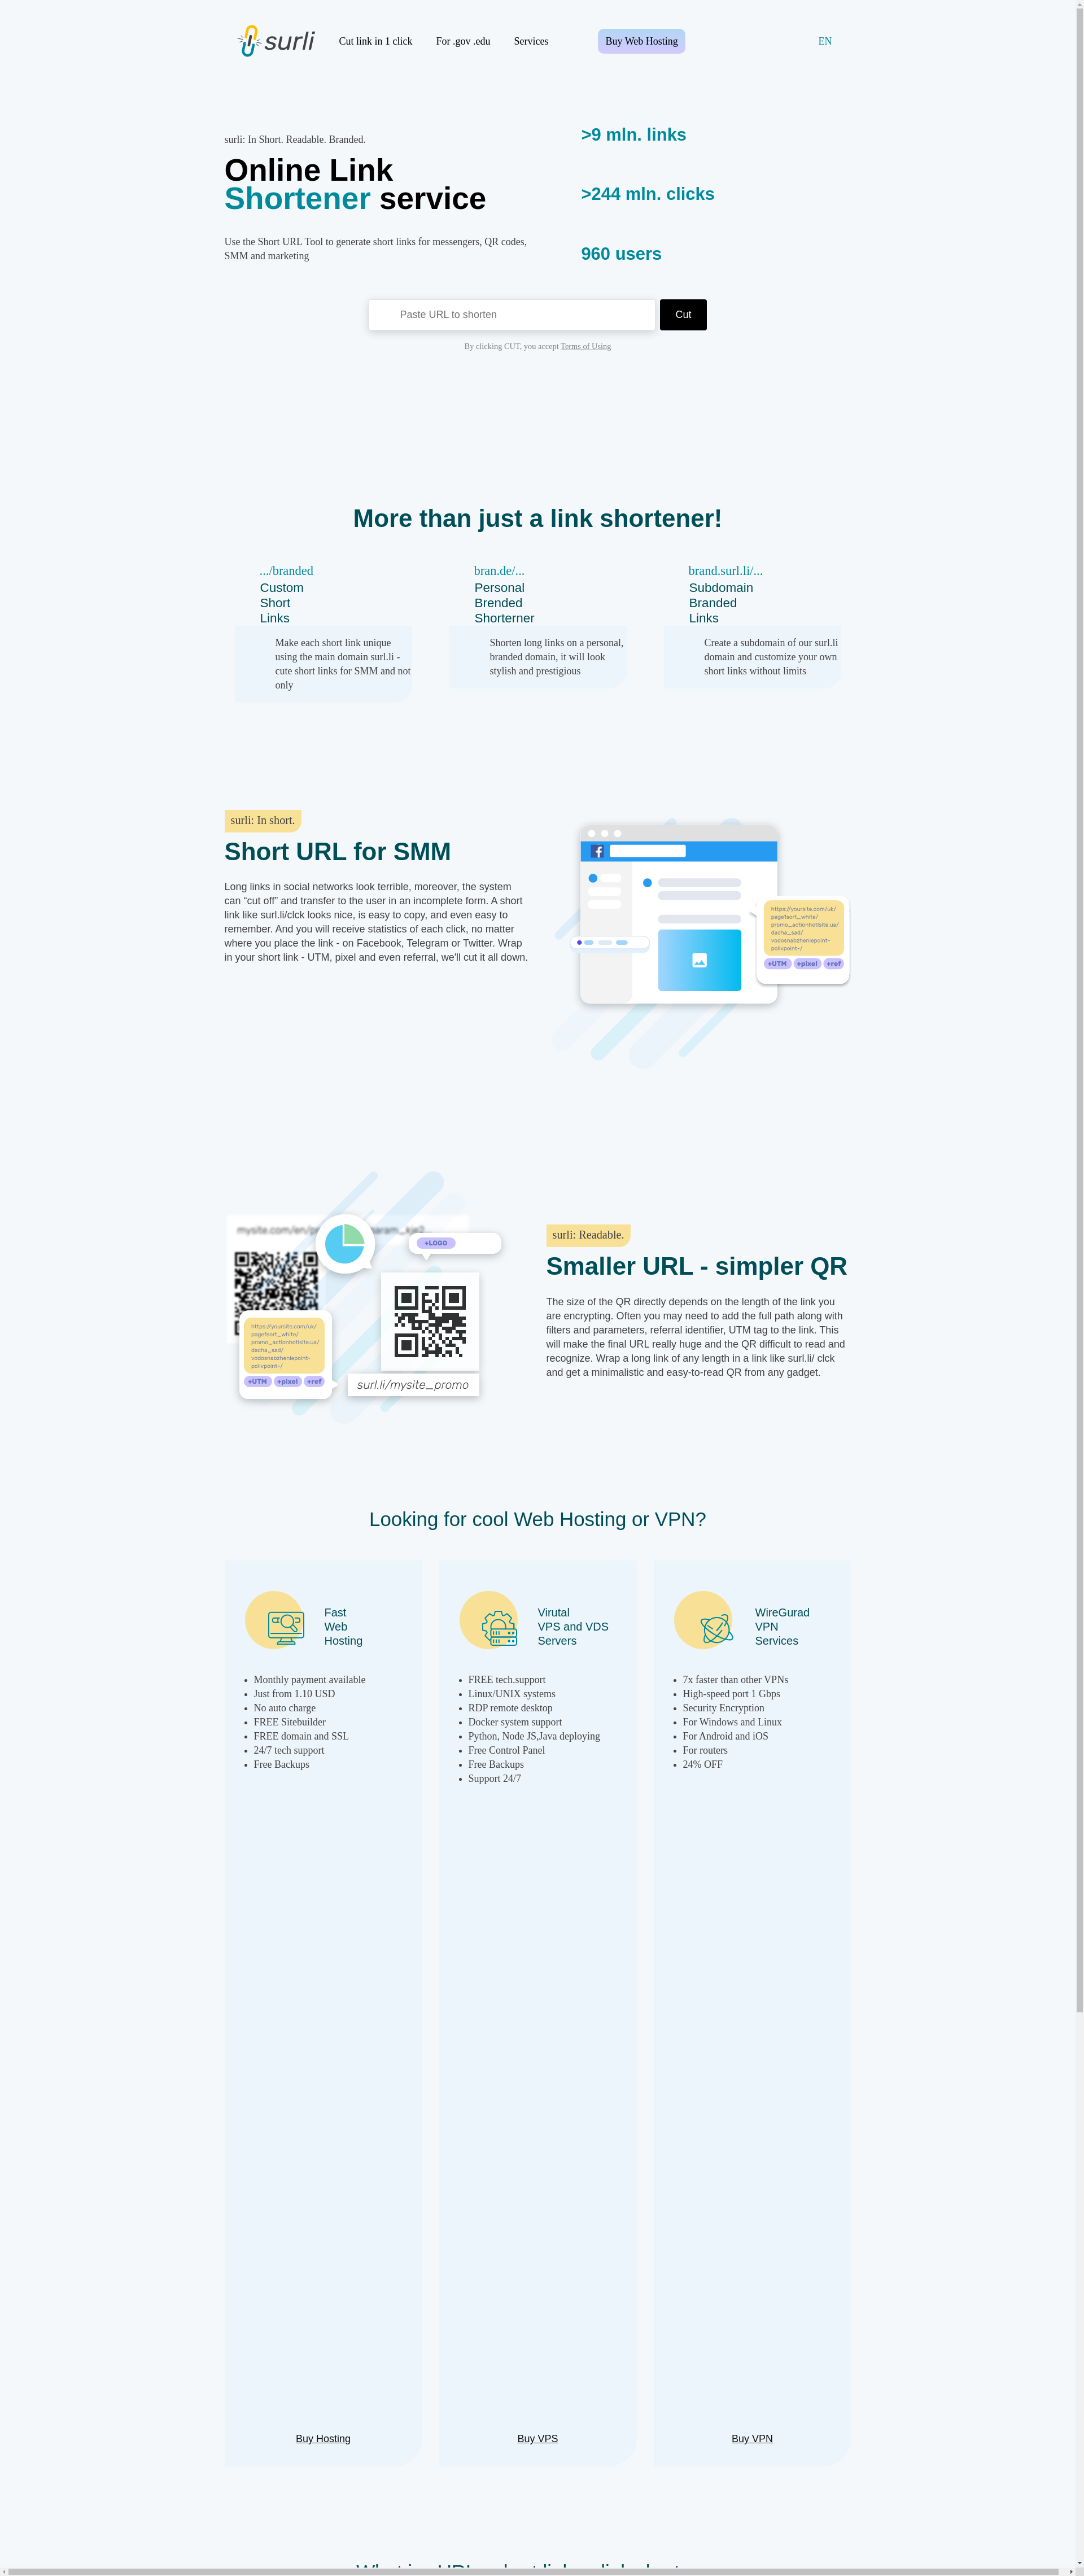 surli
Cut link in 1 click
For .gov .edu
Services
Buy Web Hosting
EN
surli: In Short. Readable. Branded.
Online Link
Shortener service
Use the Short URL Tool to generate short links for messengers, QR codes,
SMM and marketing
>9 mln. links
>244 mln. clicks
960 users
Paste URL to shorten
Cut
By clicking CUT, you accept Terms of Using
More than just a link shortener!
.../branded
Custom
Short
Links
Make each short link unique
using the main domain surl.li -
cute short links for SMM and not
only
bran.de/...
Personal
Brended
Shorterner
Shorten long links on a personal,
branded domain, it will look
stylish and prestigious
brand.surl.li/...
Subdomain
Branded
Links
Create a subdomain of our surl.li
domain and customize your own
short links without limits
surli: In short.
Short URL for SMM
Long links in social networks look terrible, moreover, the system
can “cut off” and transfer to the user in an incomplete form. A short
link like surl.li/clck looks nice, is easy to copy, and even easy to
remember. And you will receive statistics of each click, no matter
where you place the link - on Facebook, Telegram or Twitter. Wrap
in your short link - UTM, pixel and even referral, we'll cut it all down.
https://yoursite.com/uk/
page?sort_white/
promo_actionhotisite.ua/
dacha_sad/
vodosnabzheniepoint-
polivpoint-/
+UTM
+pixel
+ref
+LOGO
https://yoursite.com/uk/
page?sort_white/
promo_actionhotisite.ua/
dacha_sad/
vodosnabzheniepoint-
polivpoint-/
+UTM
+pixel
+ref
surl.li/mysite_promo
surli: Readable.
Smaller URL - simpler QR
The size of the QR directly depends on the length of the link you
are encrypting. Often you may need to add the full path along with
filters and parameters, referral identifier, UTM tag to the link. This
will make the final URL really huge and the QR difficult to read and
recognize. Wrap a long link of any length in a link like surl.li/ clck
and get a minimalistic and easy-to-read QR from any gadget.
Looking for cool Web Hosting or VPN?
Fast
Web
Hosting
Monthly payment available
Just from 1.10 USD
No auto charge
FREE Sitebuilder
FREE domain and SSL
24/7 tech support
Free Backups
Buy Hosting
Virutal
VPS and VDS
Servers
FREE tech.support
Linux/UNIX systems
RDP remote desktop
Docker system support
Python, Node JS,Java deploying
Free Control Panel
Free Backups
Support 24/7
Buy VPS
WireGurad
VPN
Services
7x faster than other VPNs
High-speed port 1 Gbps
Security Encryption
For Windows and Linux
For Android and iOS
For routers
24% OFF
Buy VPN